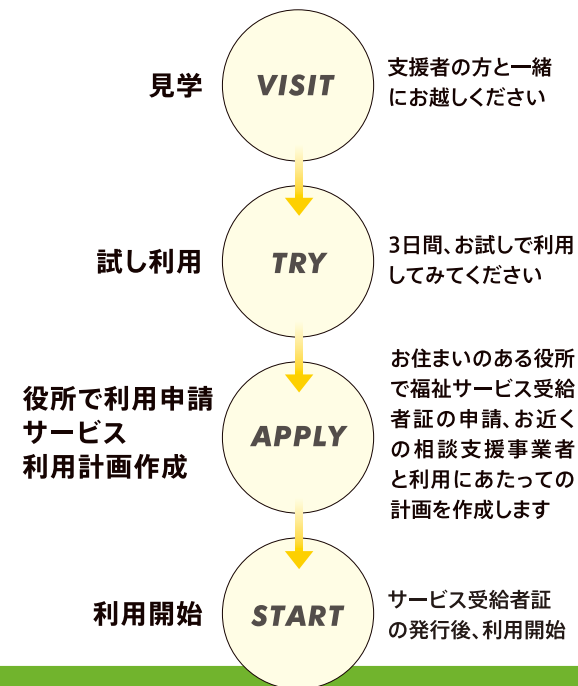 見学
VISIT
支援者の方と一緒
にお越しください
試し利用
TRY
3日間、お試しで利用
してみてください
役所で利用申請
サービス
利用計画作成
APPLY
お住まいのある役所
で福祉サービス受給
者証の申請、お近く
の相談支援事業者
と利用にあたっての
計画を作成します
利用開始
START
サービス受給者証
の発行後、利用開始